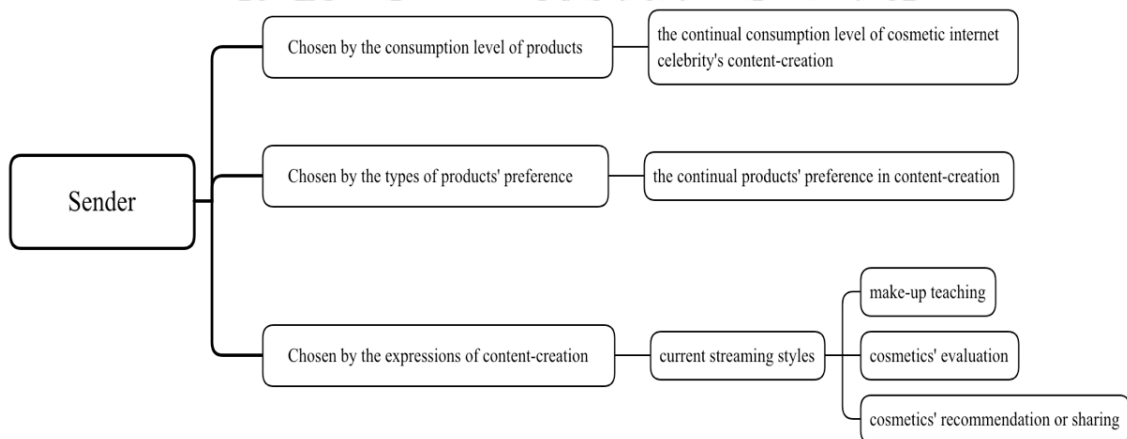 Chosen by the consumption level of products
the continual consumption level of cosmetic internet
celebrity's content-creation
Sender
Chosen by the types of products' preference
the continual products' preference in content-creation
Chosen by the expressions of content-creation
current streaming styles
make-up teaching
cosmetics' evaluation
cosmetics' recommendation or sharing